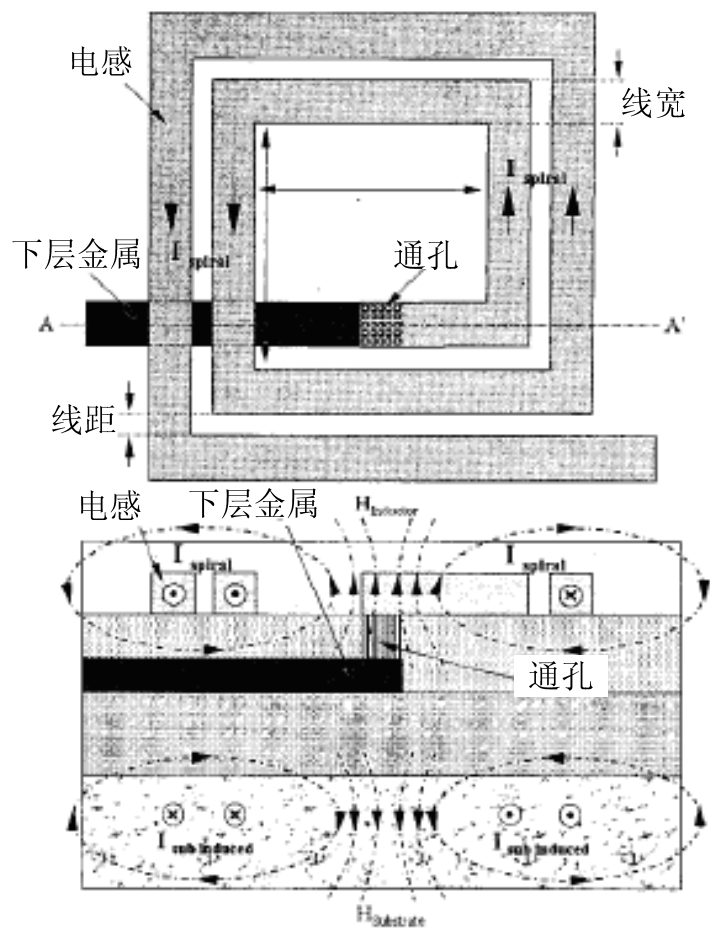 电感
线宽
I spiral
下层金属
I spiral
通孔
A
A'
线距
电感
下层金属
H Inductor
I spiral
I spiral
通孔
I sub induced
I sub induced
H Substrate